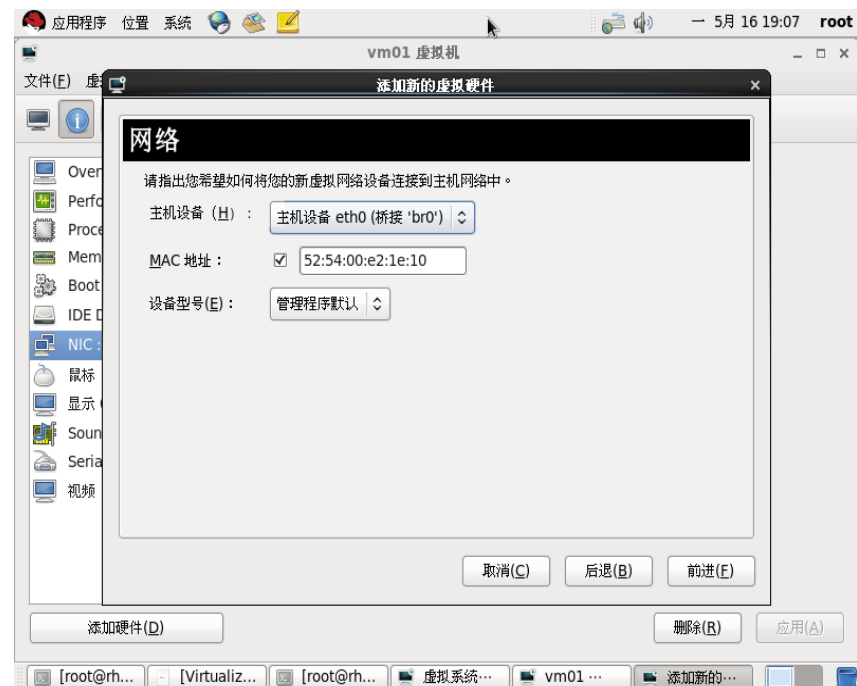 应用程序 位置 系统 一 5月 16 19:07 root
vm01 虚拟机
文件(F) 虚
添加新的虚拟硬件
网络
请指出您希望如何将您的新虚拟网络设备连接到主机网络中。
主机设备（H）： 主机设备 eth0 (桥接 'br0')
MAC 地址： 52:54:00:e2:1e:10
设备型号(E)： 管理程序默认
Over
Perfo
Proce
Mem
Boot
IDE D
NIC :
鼠标
显示
Soun
Seria
视频
取消(C) 后退(B) 前进(F)
添加硬件(D) 删除(R) 应用(A)
[root@rh... [Virtualiz... [root@rh... 虚拟系统... vm01 ... 添加新的...